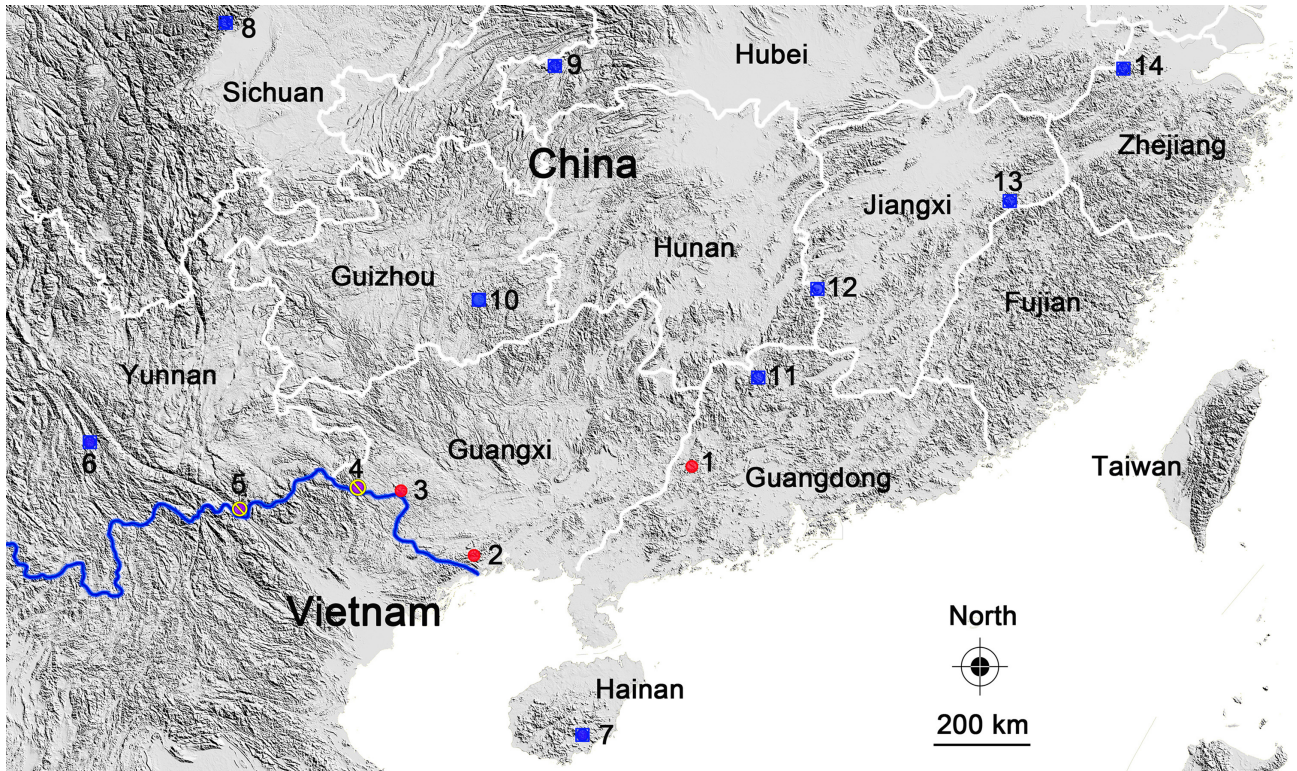 8
Sichuan
9
Hubei
14
Zhejiang
China
13
Jiangxi
Hunan
Guizhou
10
12
Fujian
Yunnan
11
6
Guangxi
1
Guangdong
Taiwan
4
3
5
2
Vietnam
North
Hainan
7
200 km